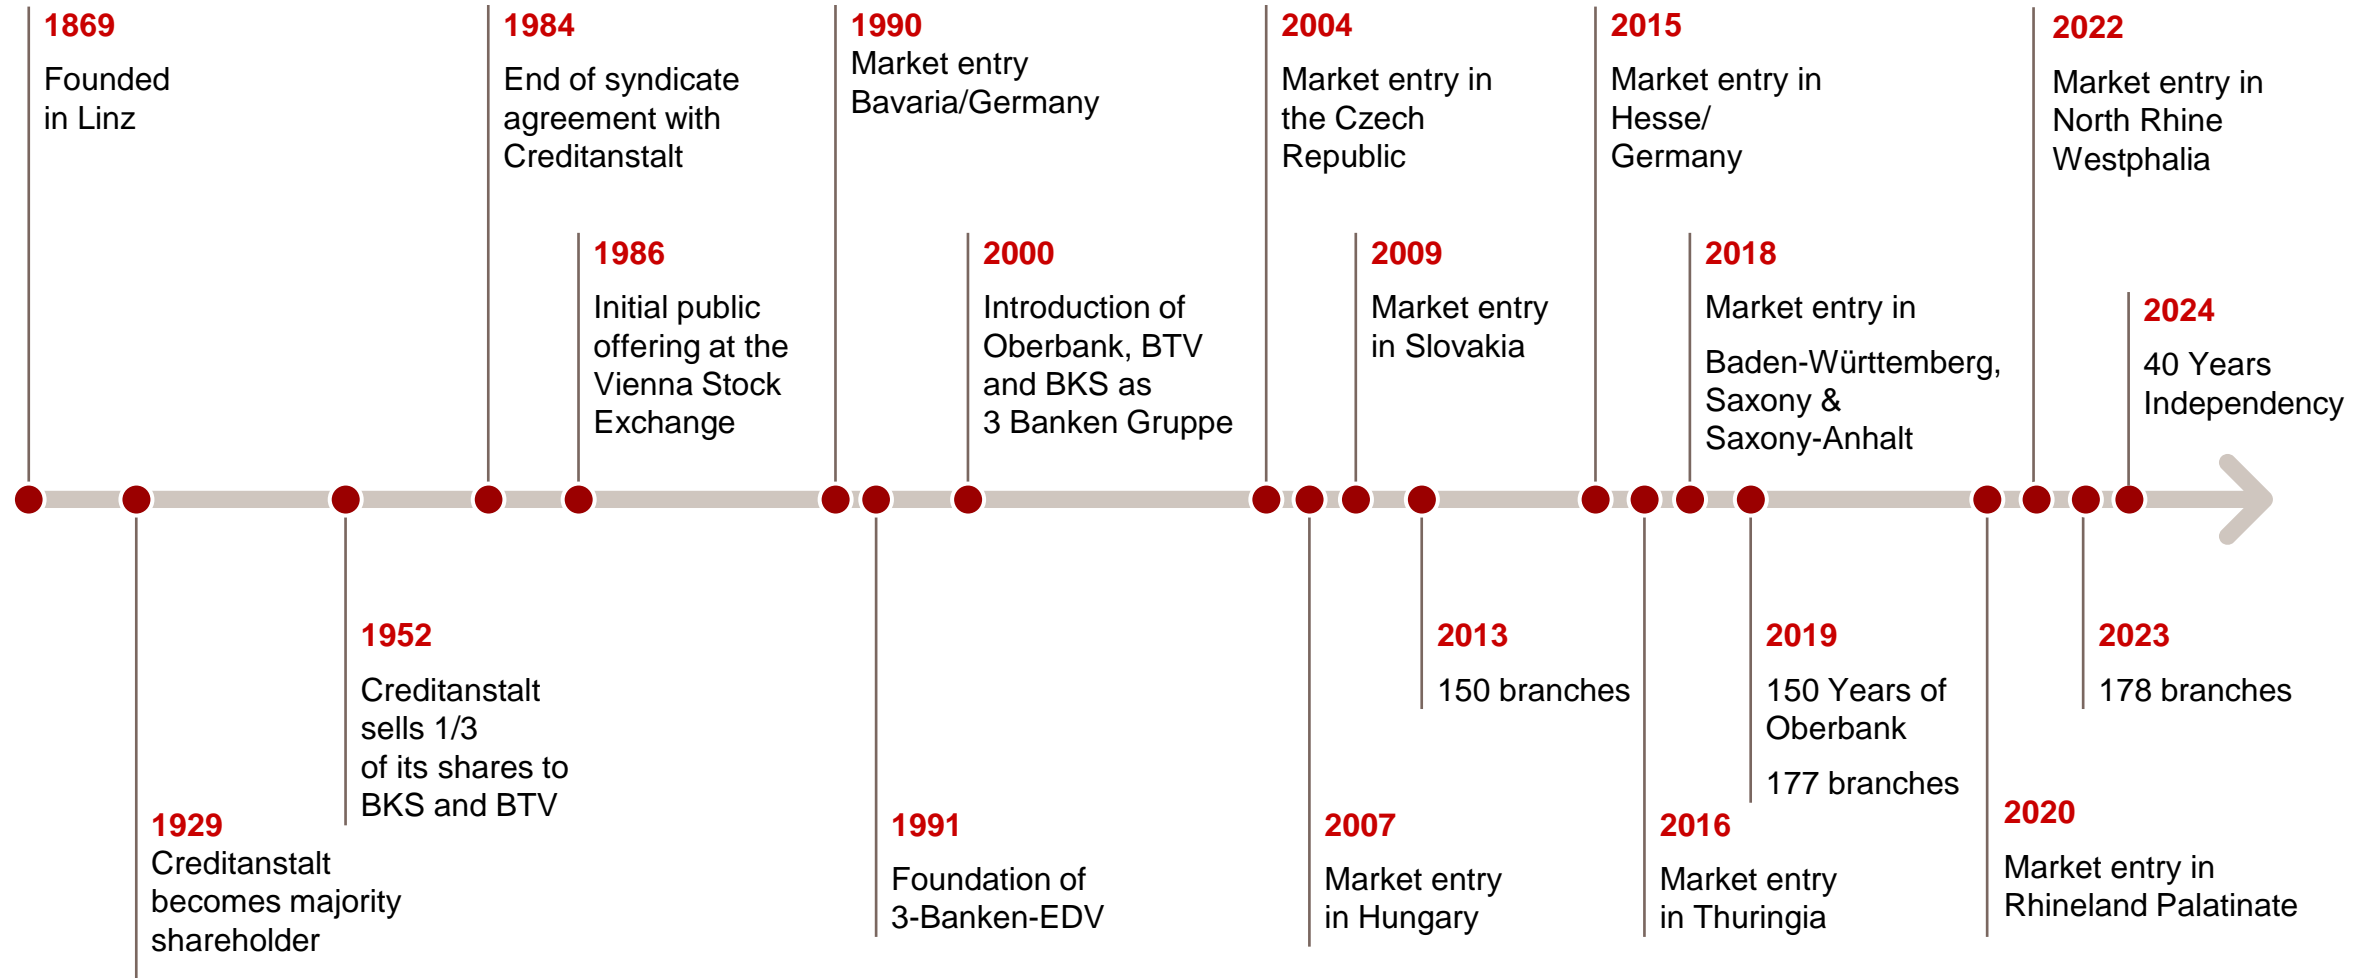 1869
Founded
in Linz
1984
End of syndicate
agreement with
Creditanstalt
1990
Market entry
Bavaria/Germany
2004
Market entry in
the Czech
Republic
2015
Market entry in
Hesse/
Germany
2022
Market entry in
North Rhine
Westphalia
1986
Initial public
offering at the
Vienna Stock
Exchange
2000
Introduction of
Oberbank, BTV
and BKS as
3 Banken Gruppe
2009
Market entry
in Slovakia
2018
Market entry in
Baden-Württemberg,
Saxony &
Saxony-Anhalt
2024
40 Years
Independency
1929
Creditanstalt
becomes majority
shareholder
1952
Creditanstalt
sells 1/3
of its shares to
BKS and BTV
1991
Foundation of
3-Banken-EDV
2007
Market entry
in Hungary
2013
150 branches
2016
Market entry
in Thuringia
2019
150 Years of
Oberbank
177 branches
2020
Market entry in
Rhineland Palatinate
2023
178 branches